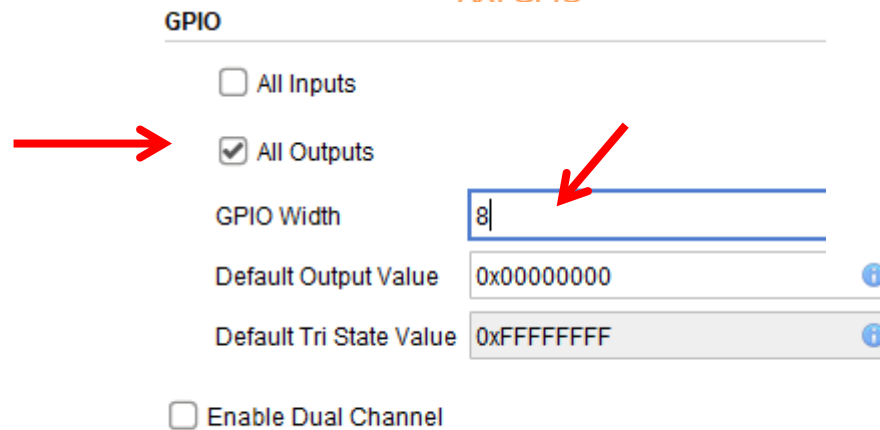 GPIO
All Inputs
All Outputs
GPIO Width 8
Default Output Value 0x00000000
Default Tri State Value 0xFFFFFFFF
Enable Dual Channel